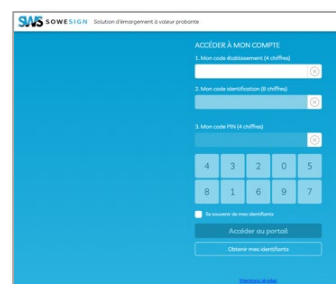 SWS SOWESIGN Solution d'émargement à valeur probante
ACCÉDER À MON COMPTE
1. Mon code établissement (4 chiffres)
2. Mon code identification (8 chiffres)
3. Mon code PIN (4 chiffres)
4 3 2 0 5
8 1 6 9 7
Se souvenir de mes identifiants
Accéder au portail
Obtenir mes identifiants
Mentions légales